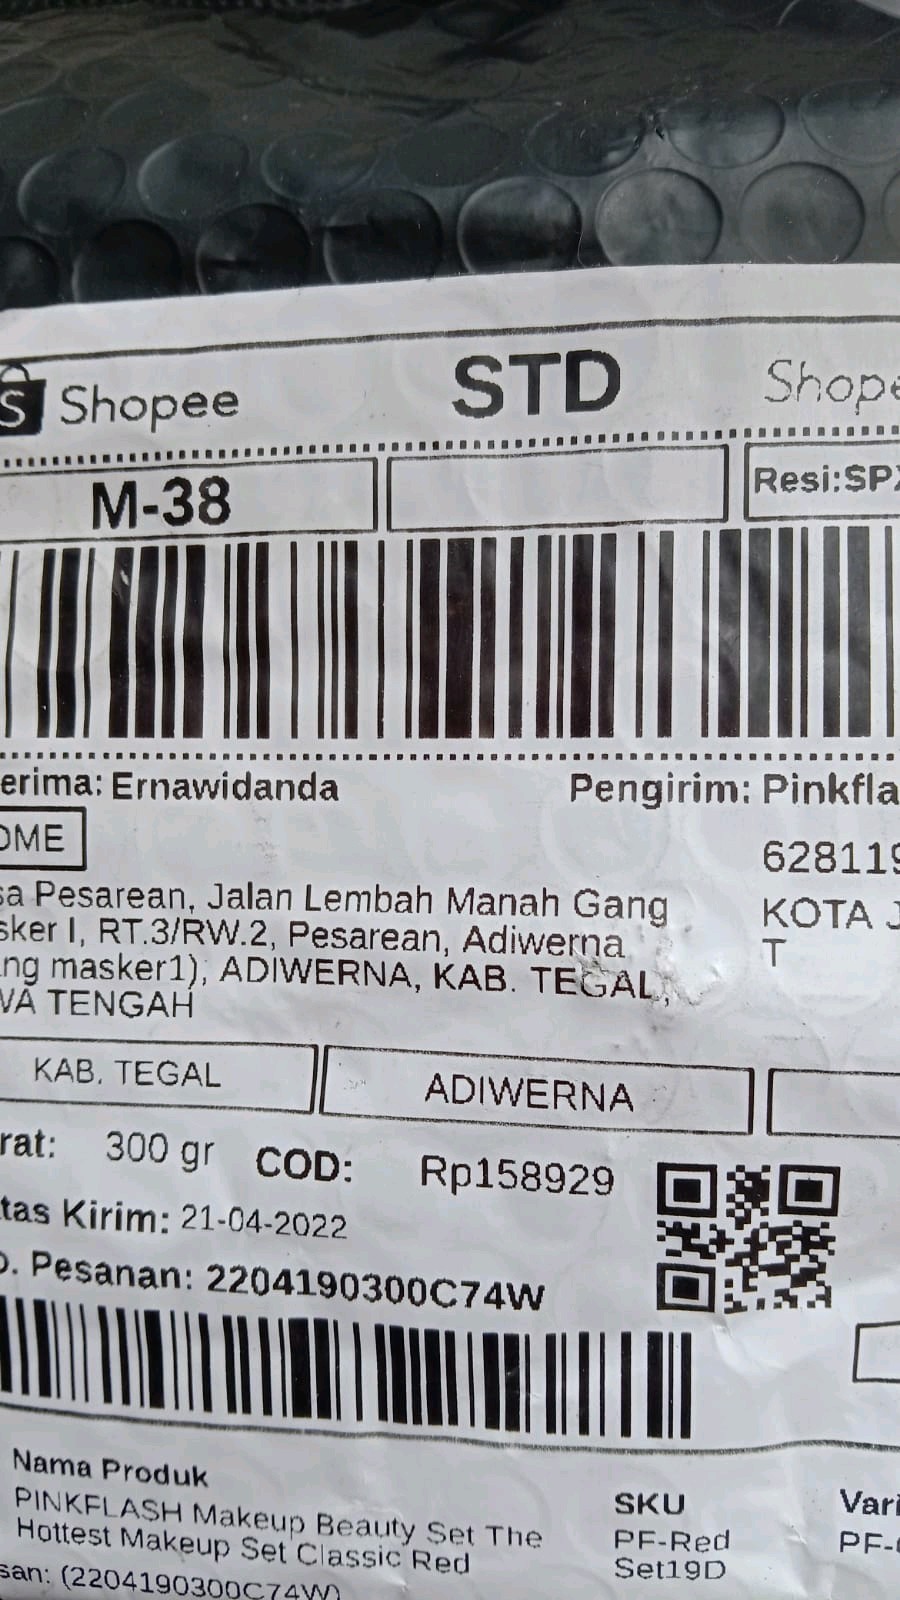 Shopee STD Shope
M-38 Resi:SPX
erima: Ernawidanda
Pengirim: Pinkfla
OME
628119
sa Pesarean, Jalan Lembah Manah Gang
KOTA J
sker I, RT.3/RW.2, Pesarean, Adiwerna
T
ng masker1), ADIWERNA, KAB. TEGAL,
WA TENGAH
KAB. TEGAL ADIWERNA
rat: 300 gr COD: Rp158929
tas Kirim: 21-04-2022
o. Pesanan: 2204190300C74W
Nama Produk SKU Vari
PINKFLASH Makeup Beauty Set The PF-Red PF-
Hottest Makeup Set Classic Red Set19D
san: (2204190300C74W)